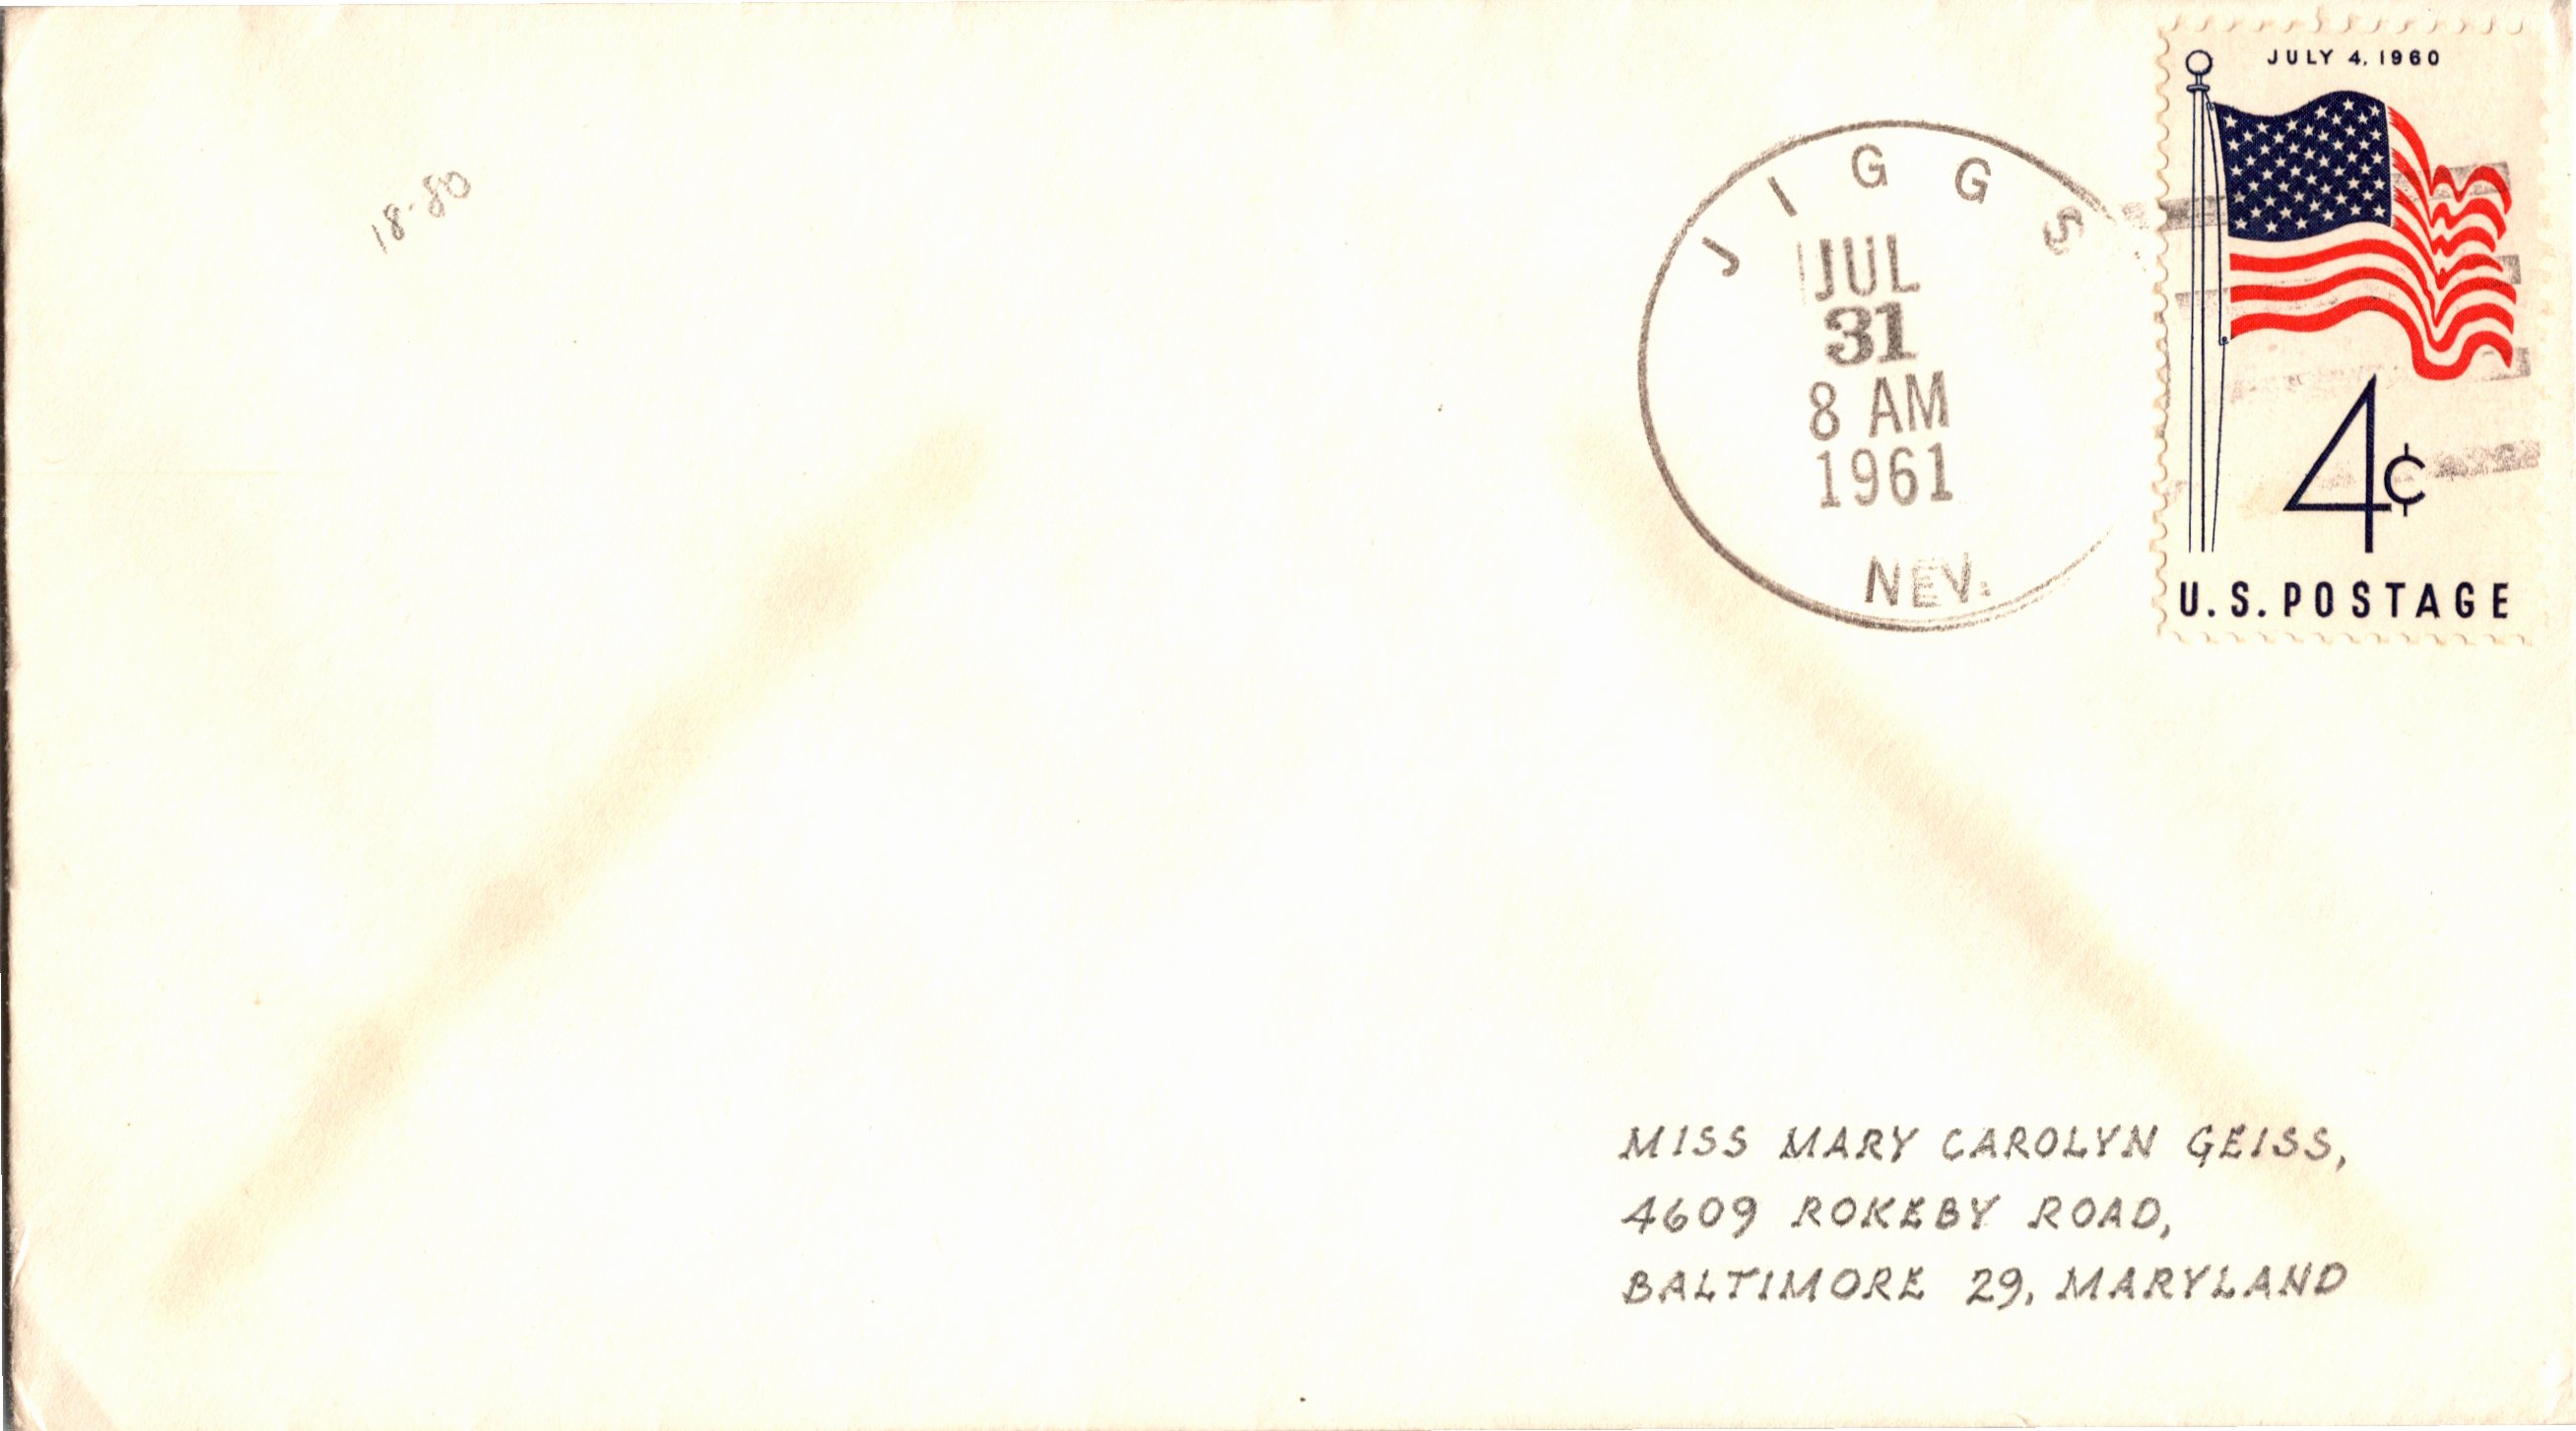 18-80
JIGGS
JUL
31
8 AM
1961
NEV.
JULY 4, 1960
4¢
U.S. POSTAGE
MISS MARY CAROLYN GEISS,
4609 ROKEBY ROAD,
BALTIMORE 29, MARYLAND